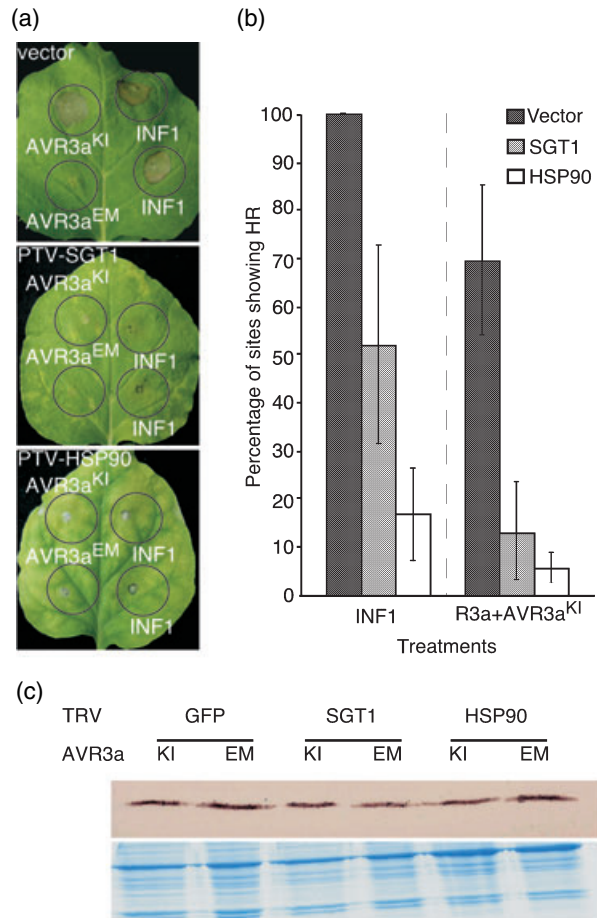 (a)
vector
AVR3aKI
INF1
AVR3aEM
INF1
PTV-SGT1
AVR3aKI
AVR3aEM
INF1
INF1
PTV-HSP90
AVR3aKI
AVR3aEM
INF1
INF1
(b)
Percentage of sites showing HR
100
90
80
70
60
50
40
30
20
10
0
Vector
SGT1
HSP90
INF1
R3a+AVR3aKI
Treatments
(c)
TRV GFP SGT1 HSP90
AVR3a KI EM KI EM KI EM